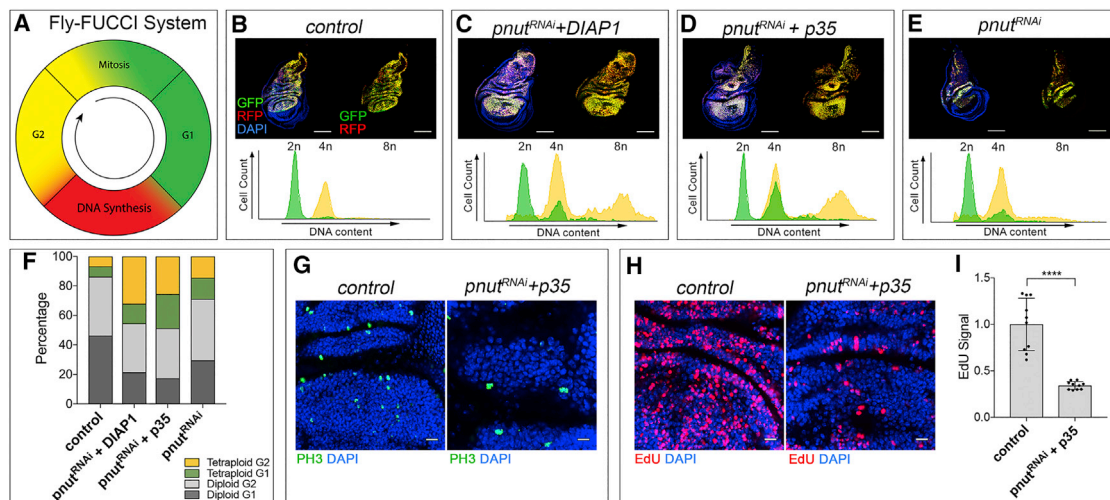 A Fly-FUCCI System
Mitosis
G2
G1
DNA Synthesis
B control
GFP
RFP
DAPI
GFP
RFP
2n 4n 8n
Cell Count
DNA content
C pnutRNAi+DIAP1
2n 4n 8n
Cell Count
DNA content
D pnutRNAi + p35
2n 4n 8n
Cell Count
DNA content
E pnutRNAi
2n 4n 8n
Cell Count
DNA content
F
Percentage
100
80
60
40
20
0
control
pnutRNAi + DIAP1
pnutRNAi + p35
pnutRNAi
Tetraploid G2
Tetraploid G1
Diploid G2
Diploid G1
G control pnutRNAi+p35
PH3 DAPI PH3 DAPI
H control pnutRNAi+p35
EdU DAPI EdU DAPI
I
****
EdU Signal
1.5
1.0
0.5
0.0
control
pnutRNAi + p35